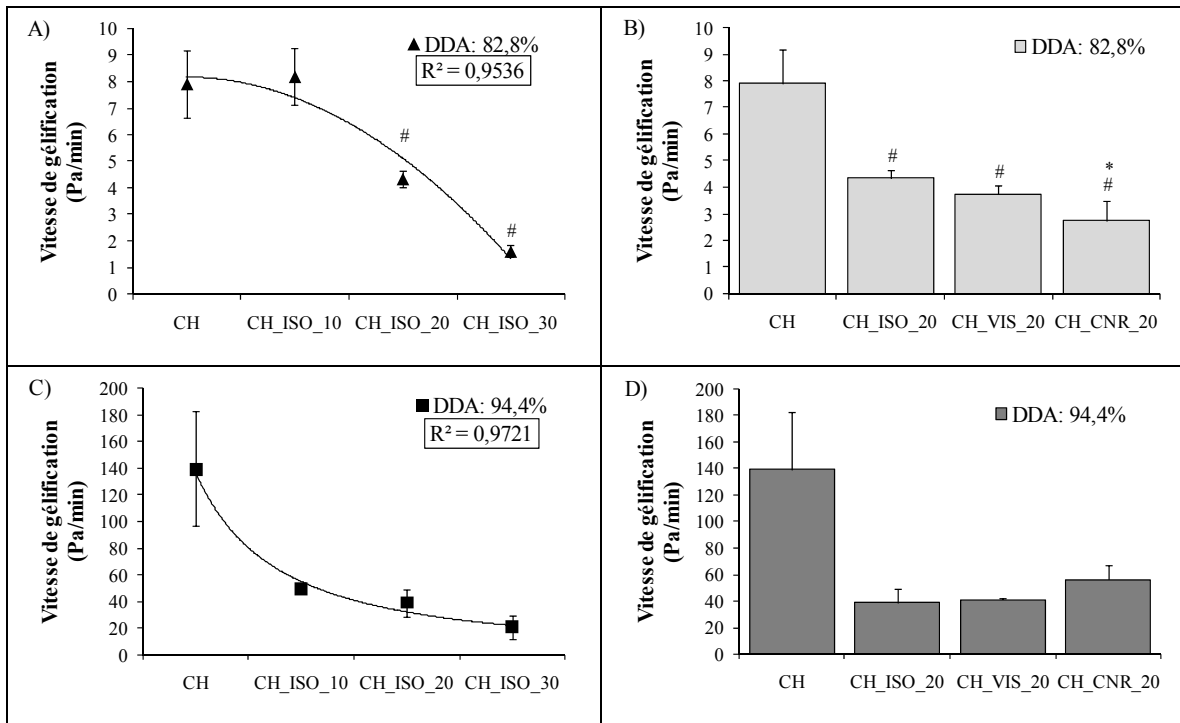 A)
DDA: 82,8%
R² = 0,9536
Vitesse de gélification
(Pa/min)
10
9
8
7
6
5
4
3
2
1
0
#
#
CH
CH_ISO_10
CH_ISO_20
CH_ISO_30
B)
DDA: 82,8%
Vitesse de gélification
(Pa/min)
10
9
8
7
6
5
4
3
2
1
0
#
#
*
#
CH
CH_ISO_20
CH_VIS_20
CH_CNR_20
C)
DDA: 94,4%
R² = 0,9721
Vitesse de gélification
(Pa/min)
200
180
160
140
120
100
80
60
40
20
0
CH
CH_ISO_10
CH_ISO_20
CH_ISO_30
D)
DDA: 94,4%
Vitesse de gélification
(Pa/min)
200
180
160
140
120
100
80
60
40
20
0
CH
CH_ISO_20
CH_VIS_20
CH_CNR_20